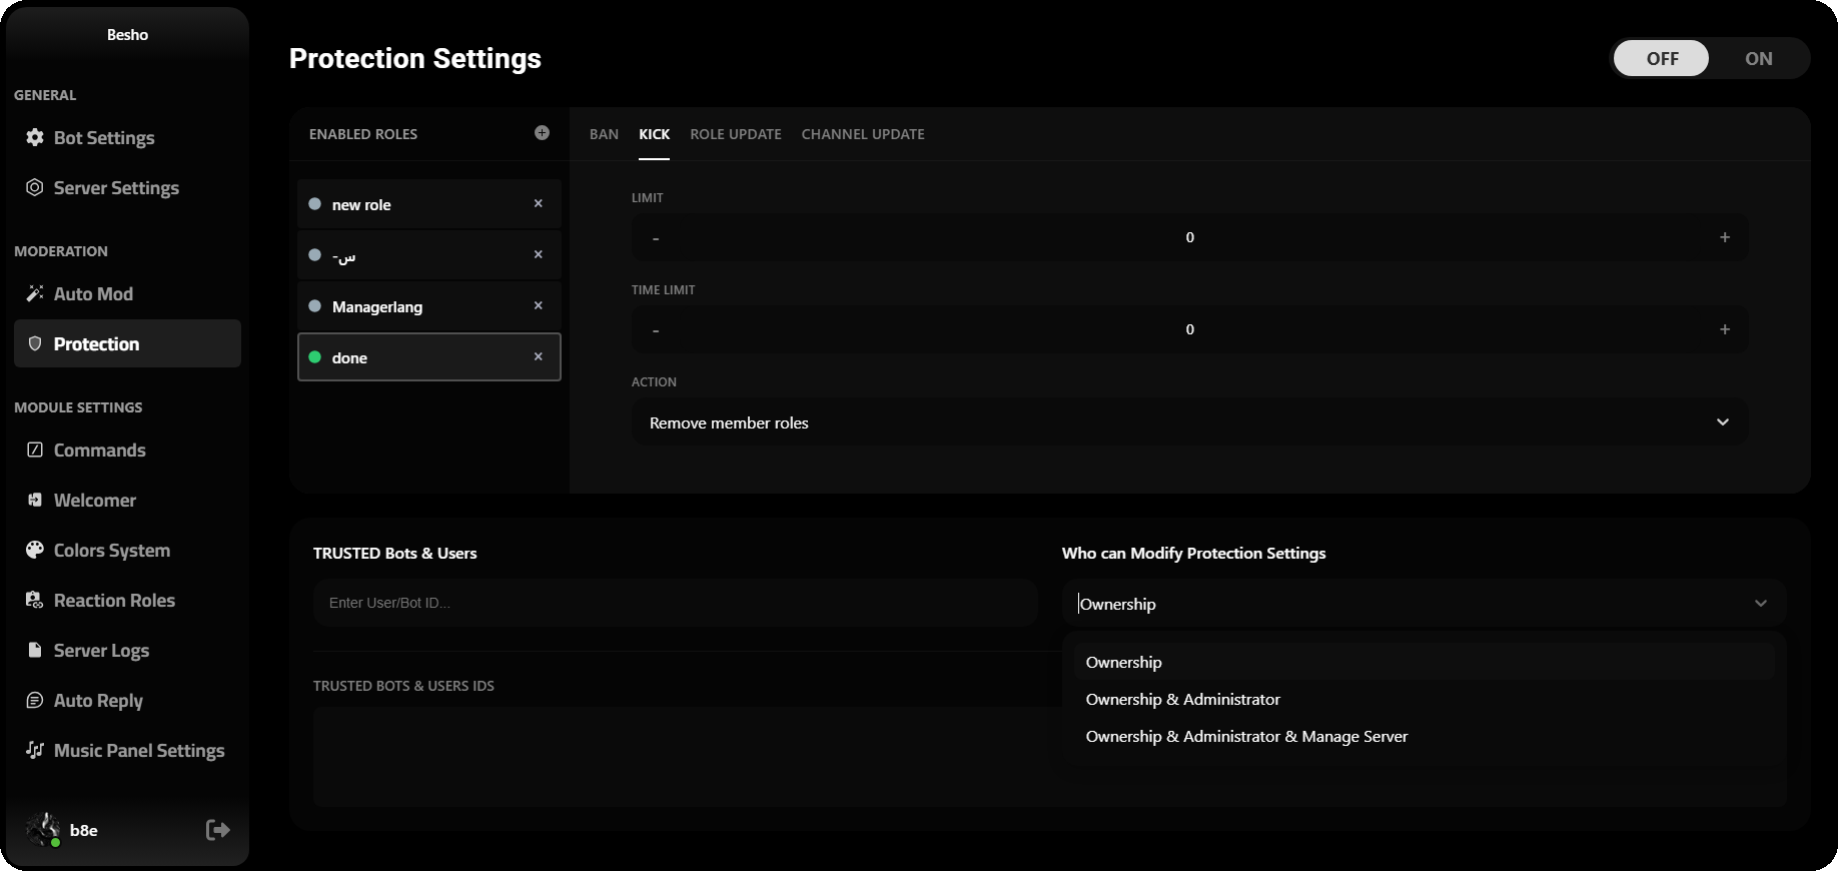 Besho
GENERAL
Bot Settings
Server Settings
MODERATION
Auto Mod
Protection
MODULE SETTINGS
Commands
Welcomer
Colors System
Reaction Roles
Server Logs
Auto Reply
Music Panel Settings
b8e
Protection Settings
OFF ON
ENABLED ROLES
new role ×
س- ×
Managerlang ×
done ×
BAN KICK ROLE UPDATE CHANNEL UPDATE
LIMIT
- 0 +
TIME LIMIT
- 0 +
ACTION
Remove member roles
TRUSTED Bots & Users
Enter User/Bot ID...
TRUSTED BOTS & USERS IDS
Who can Modify Protection Settings
Ownership
Ownership
Ownership & Administrator
Ownership & Administrator & Manage Server